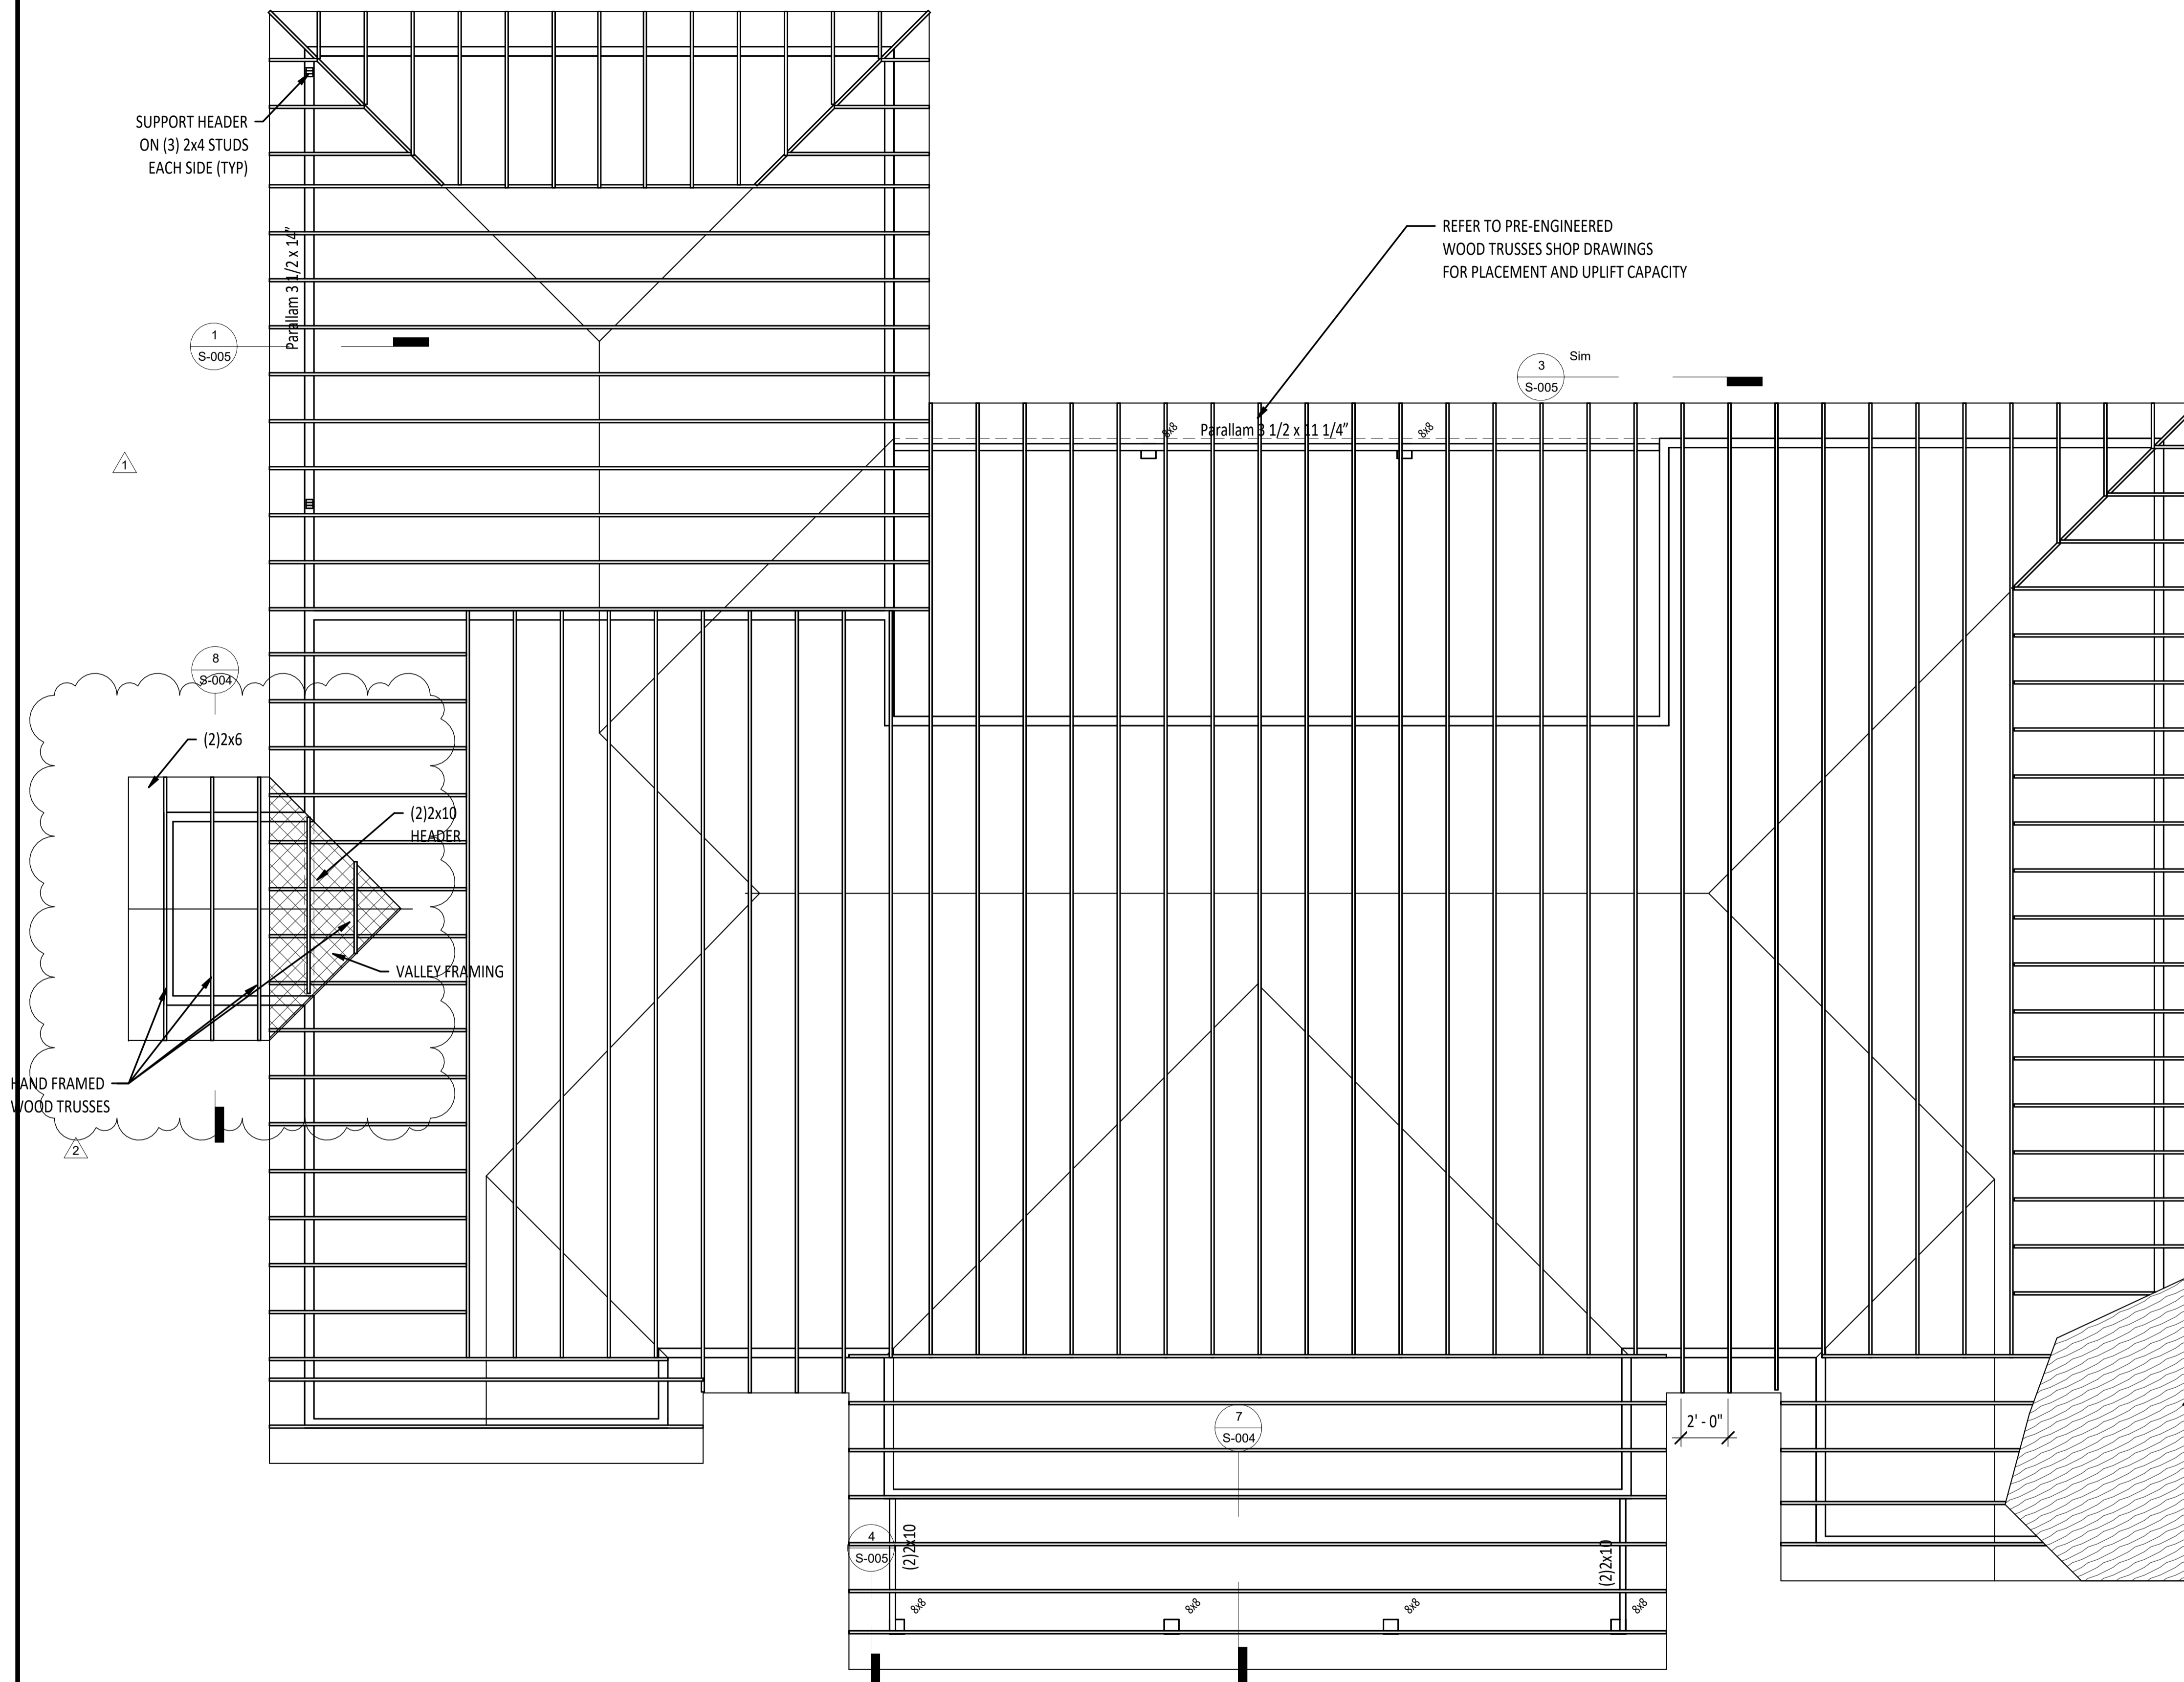 SUPPORT HEADER
ON (3) 2x4 STUDS
EACH SIDE (TYP)
Parallam 3 1/2 x 14"
REFER TO PRE-ENGINEERED
WOOD TRUSSES SHOP DRAWINGS
FOR PLACEMENT AND UPLIFT CAPACITY
1
S-005
3
S-005
Sim
8x8
Parallam 3 1/2 x 11 1/4"
8x8
1
8
S-004
(2)2x6
(2)2x10
HEADER
VALLEY FRAMING
HAND FRAMED
WOOD TRUSSES
2
7
S-004
2' - 0"
4
S-005
(2)2x10
(2)2x10
8x8
8x8
8x8
8x8